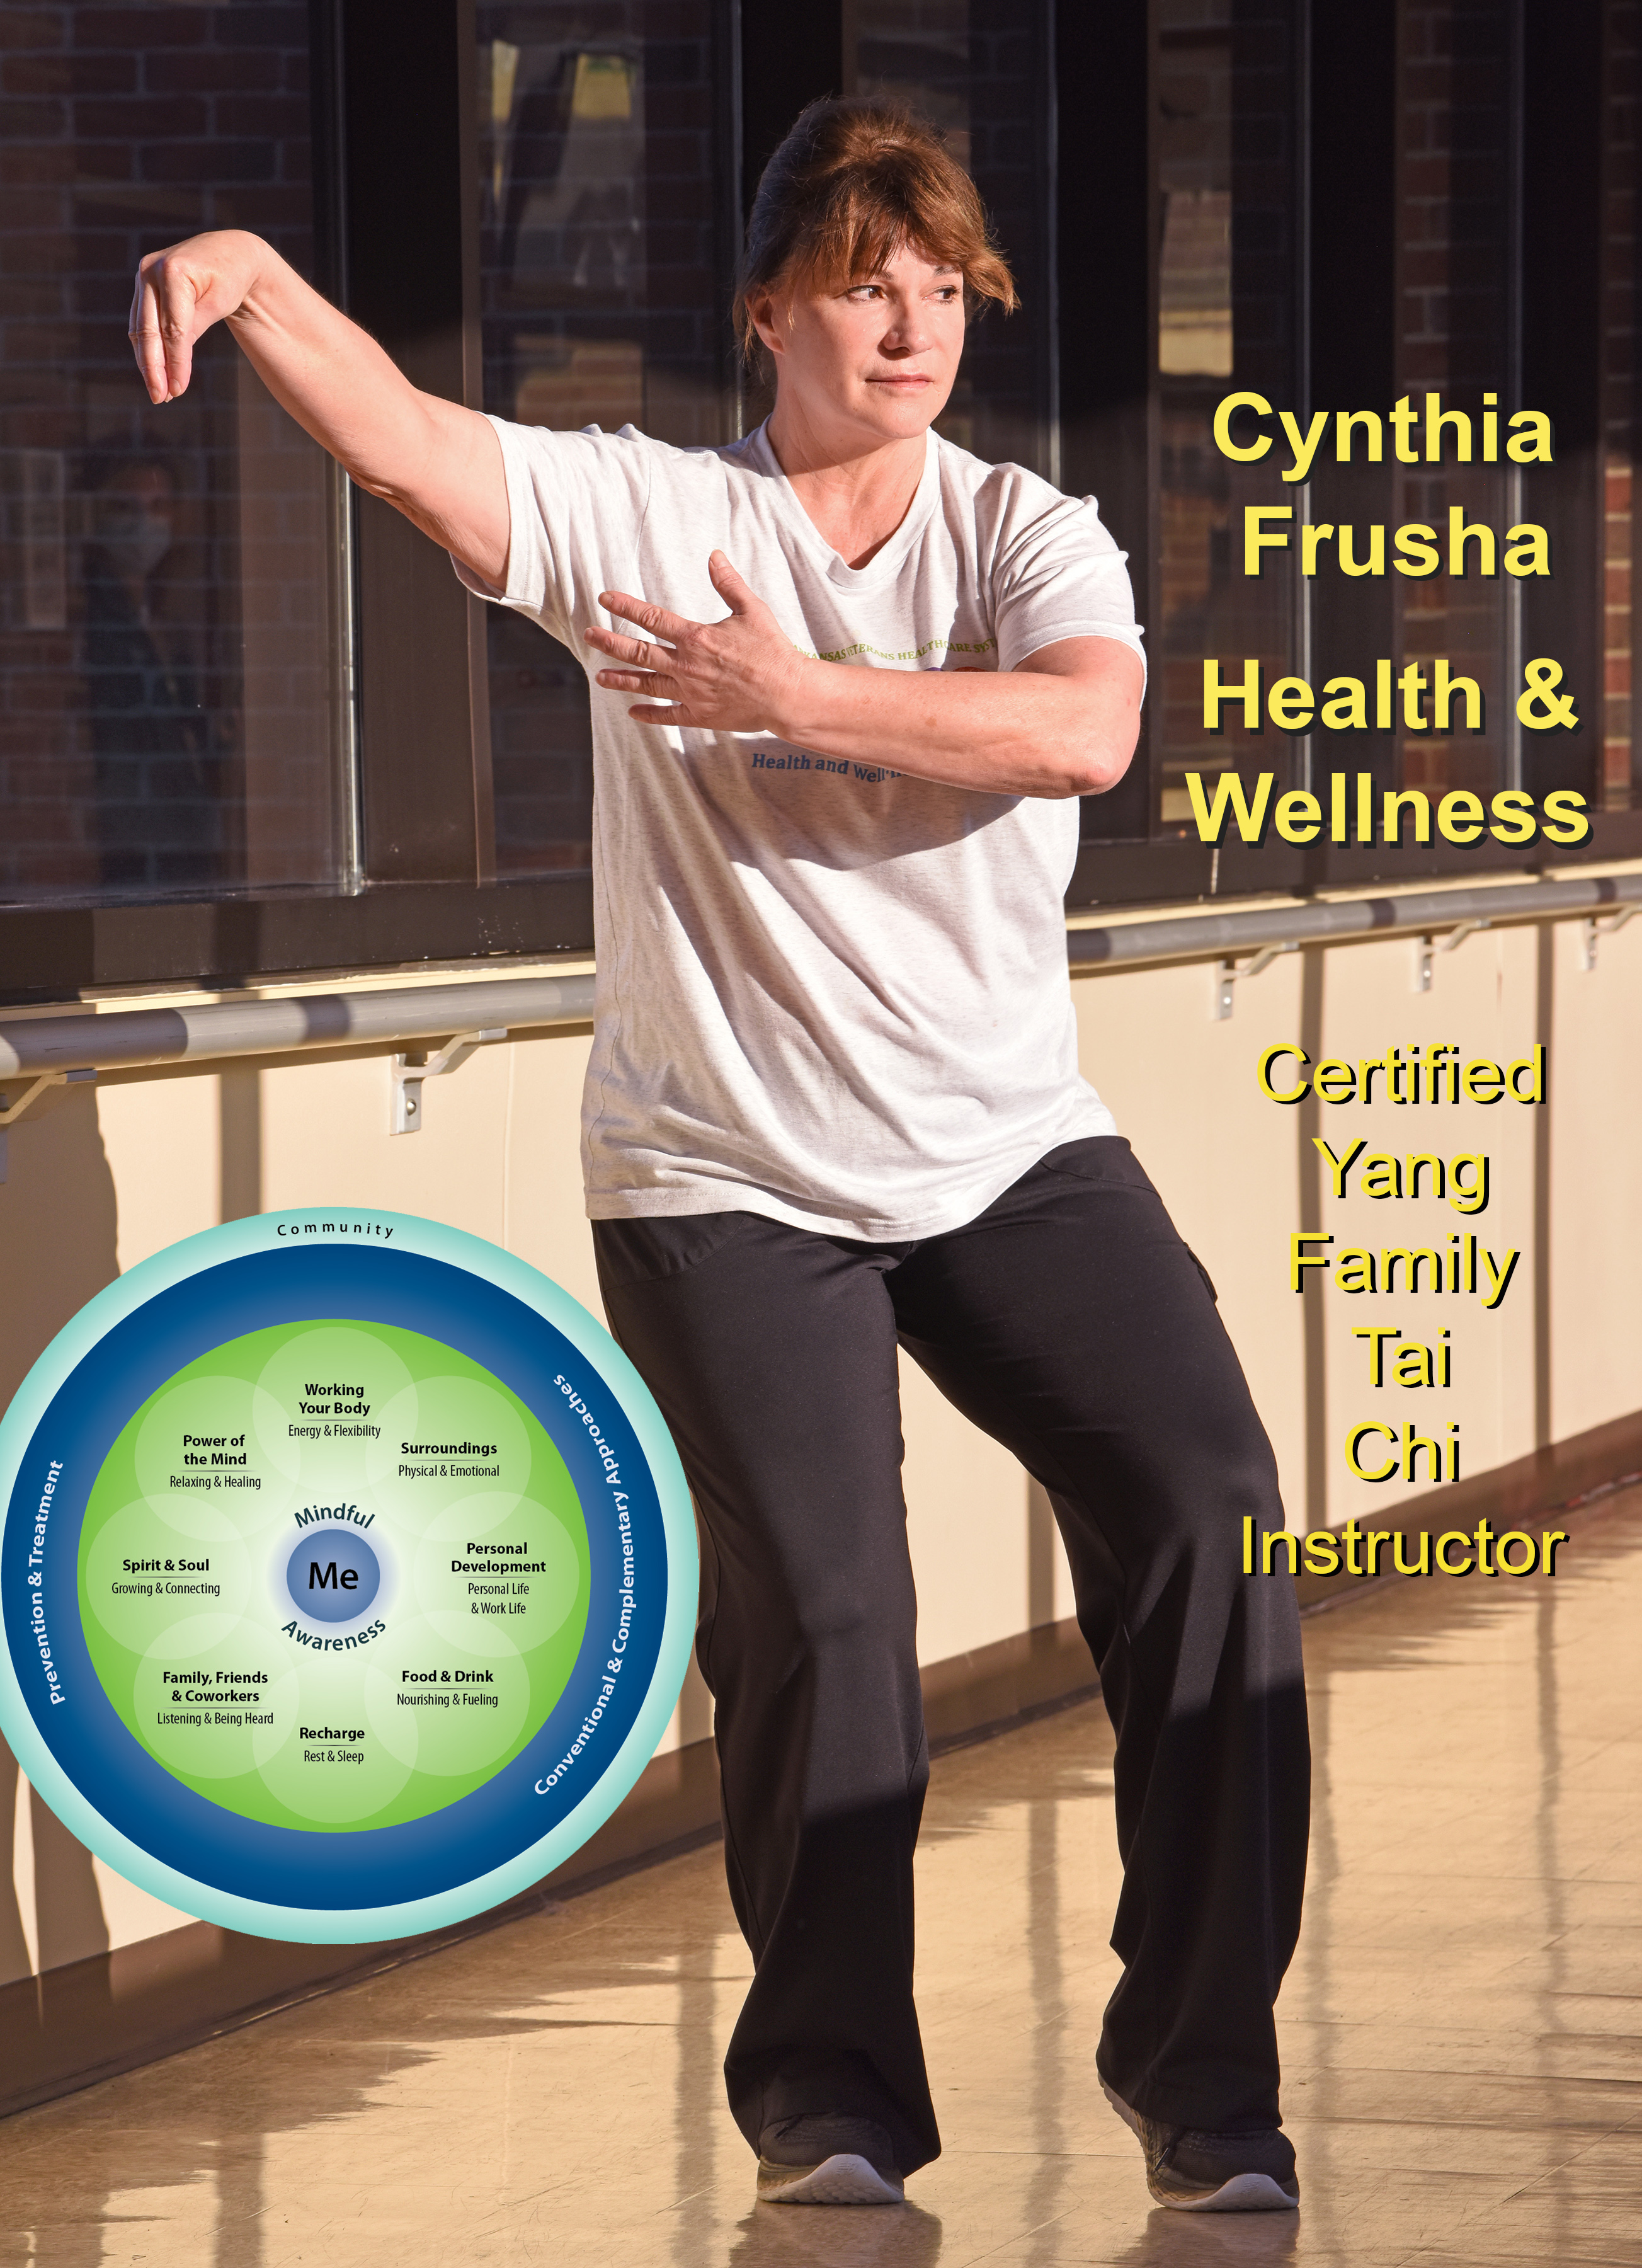 Cynthia
Frusha
Health &
Wellness
VETERANS HEALTHCARE
Health and
Certified
Yang
Family
Tai
Chi
Instructor
Community
Prevention & Treatment
Conventional & Complementary Approaches
Working
Your Body
Energy & Flexibility
Surroundings
Physical & Emotional
Personal
Development
Personal Life
& Work Life
Food & Drink
Nourishing & Fueling
Recharge
Rest & Sleep
Family, Friends
& Coworkers
Listening & Being Heard
Spirit & Soul
Growing & Connecting
Power of
the Mind
Relaxing & Healing
Mindful
Me
Awareness